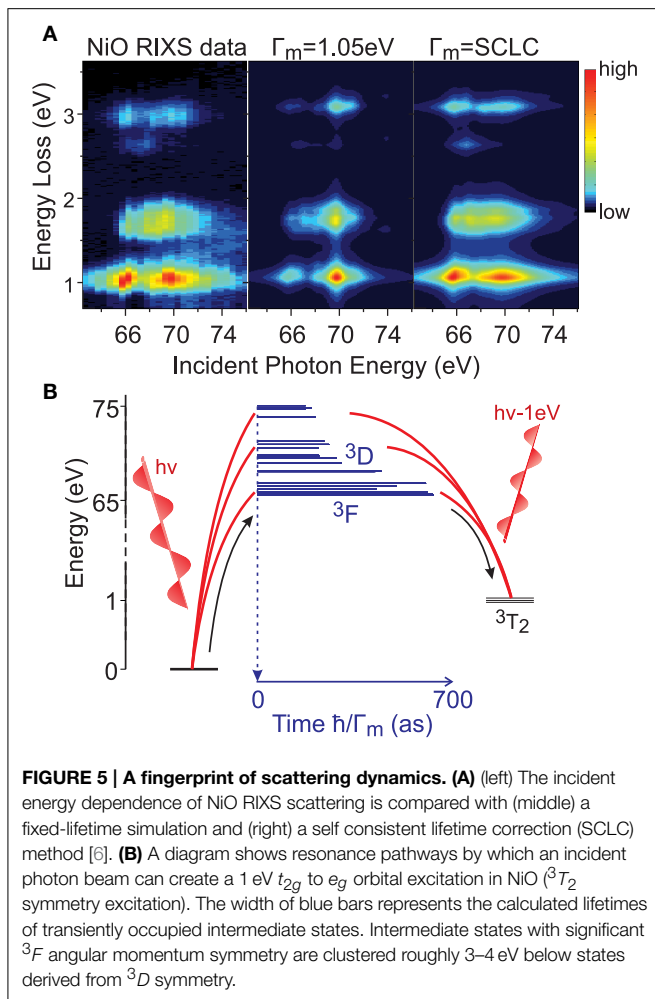 A
NiO RIXS data
Γm=1.05eV
Γm=SCLC
high
low
Energy Loss (eV)
3
2
1
66 70 74 66 70 74 66 70 74
Incident Photon Energy (eV)
B
75
65
1
0
Energy (eV)
hν
3D
3F
hν-1eV
3T2
0 700
Time ħ/Γm (as)
FIGURE 5 | A fingerprint of scattering dynamics. (A) (left) The incident
energy dependence of NiO RIXS scattering is compared with (middle) a
fixed-lifetime simulation and (right) a self consistent lifetime correction (SCLC)
method [6]. (B) A diagram shows resonance pathways by which an incident
photon beam can create a 1 eV t2g to eg orbital excitation in NiO (3T2
symmetry excitation). The width of blue bars represents the calculated lifetimes
of transiently occupied intermediate states. Intermediate states with significant
3F angular momentum symmetry are clustered roughly 3–4 eV below states
derived from 3D symmetry.